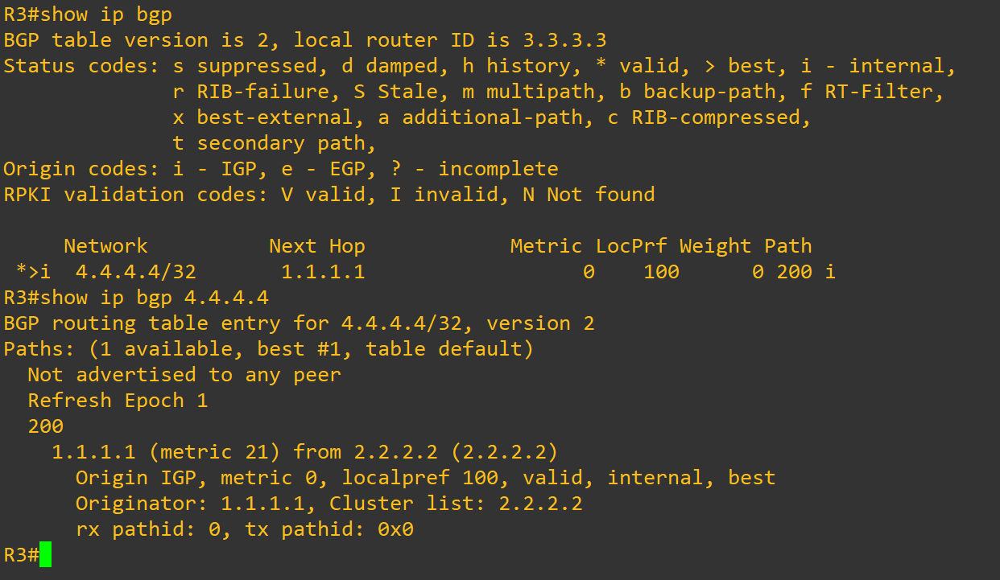 R3#show ip bgp
BGP table version is 2, local router ID is 3.3.3.3
Status codes: s suppressed, d damped, h history, * valid, > best, i - internal,
              r RIB-failure, S Stale, m multipath, b backup-path, f RT-Filter,
              x best-external, a additional-path, c RIB-compressed,
              t secondary path,
Origin codes: i - IGP, e - EGP, ? - incomplete
RPKI validation codes: V valid, I invalid, N Not found

     Network          Next Hop            Metric LocPrf Weight Path
 *>i  4.4.4.4/32       1.1.1.1                  0    100      0 200 i
R3#show ip bgp 4.4.4.4
BGP routing table entry for 4.4.4.4/32, version 2
Paths: (1 available, best #1, table default)
  Not advertised to any peer
  Refresh Epoch 1
  200
    1.1.1.1 (metric 21) from 2.2.2.2 (2.2.2.2)
      Origin IGP, metric 0, localpref 100, valid, internal, best
      Originator: 1.1.1.1, Cluster list: 2.2.2.2
      rx pathid: 0, tx pathid: 0x0
R3#